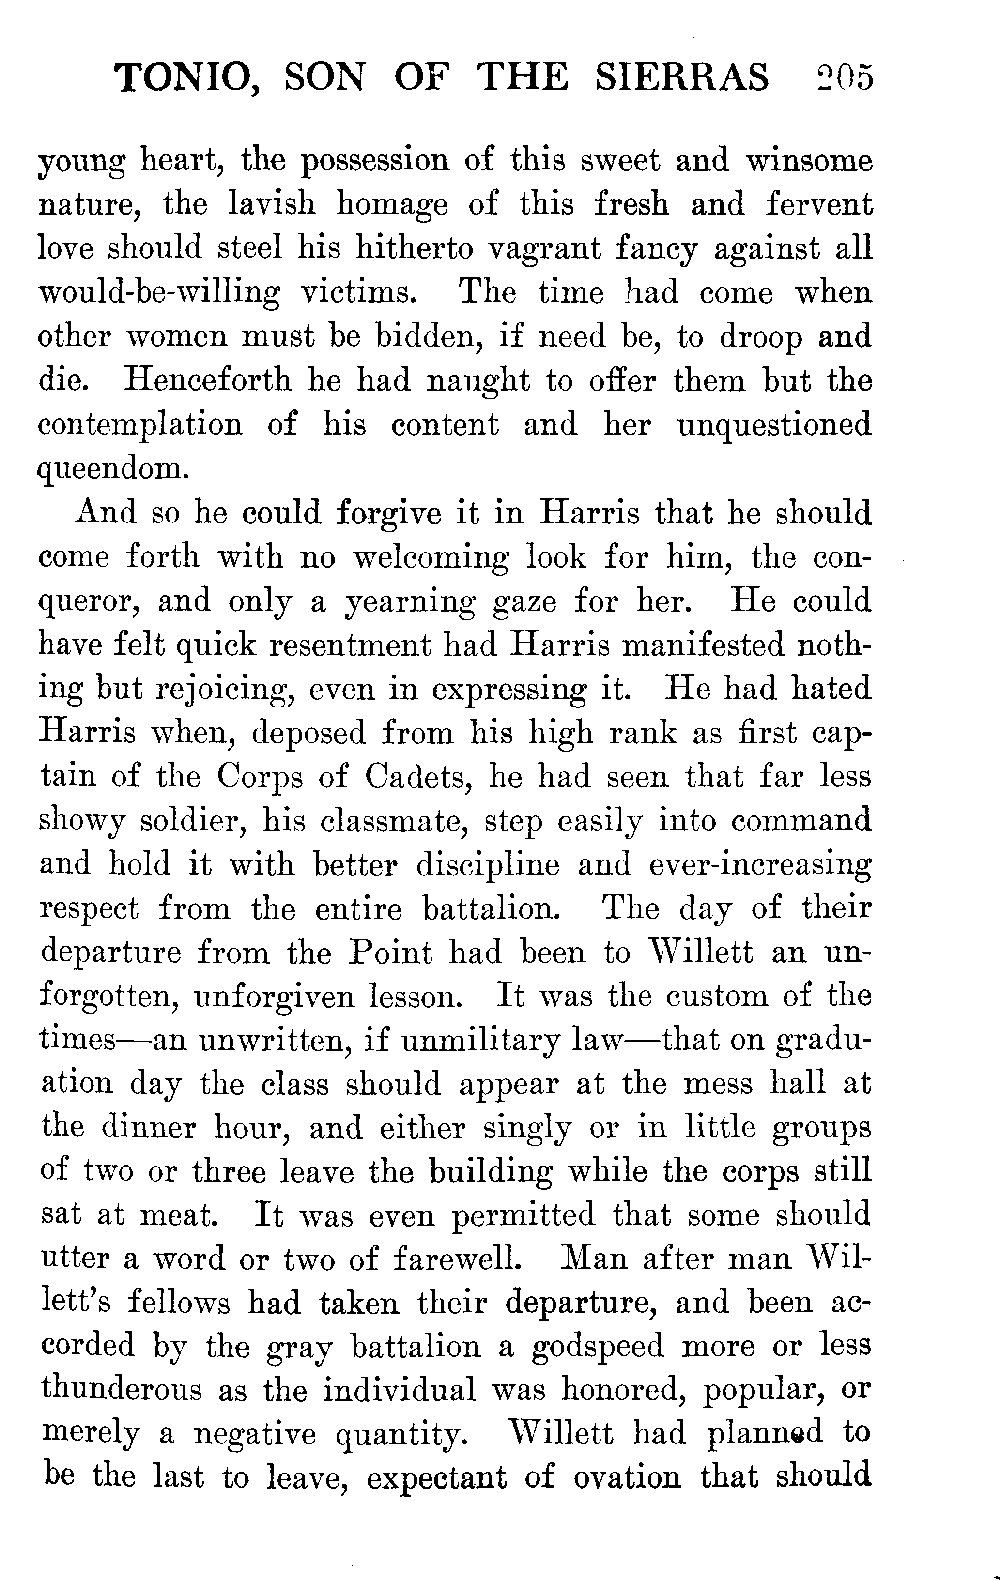 TONIO, SON OF THE SIERRAS 205
young heart, the possession of this sweet and winsome
nature, the lavish homage of this fresh and fervent
love should steel his hitherto vagrant fancy against all
would-be-willing victims. The time had come when
other women must be bidden, if need be, to droop and
die. Henceforth he had naught to offer them but the
contemplation of his content and her unquestioned
queendom.
And so he could forgive it in Harris that he should
come forth with no welcoming look for him, the con-
queror, and only a yearning gaze for her. He could
have felt quick resentment had Harris manifested noth-
ing but rejoicing, even in expressing it. He had hated
Harris when, deposed from his high rank as first cap-
tain of the Corps of Cadets, he had seen that far less
showy soldier, his classmate, step easily into command
and hold it with better discipline and ever-increasing
respect from the entire battalion. The day of their
departure from the Point had been to Willett an un-
forgotten, unforgiven lesson. It was the custom of the
times—an unwritten, if unmilitary law—that on gradu-
ation day the class should appear at the mess hall at
the dinner hour, and either singly or in little groups
of two or three leave the building while the corps still
sat at meat. It was even permitted that some should
utter a word or two of farewell. Man after man Wil-
lett's fellows had taken their departure, and been ac-
corded by the gray battalion a godspeed more or less
thunderous as the individual was honored, popular, or
merely a negative quantity. Willett had planned to
be the last to leave, expectant of ovation that should